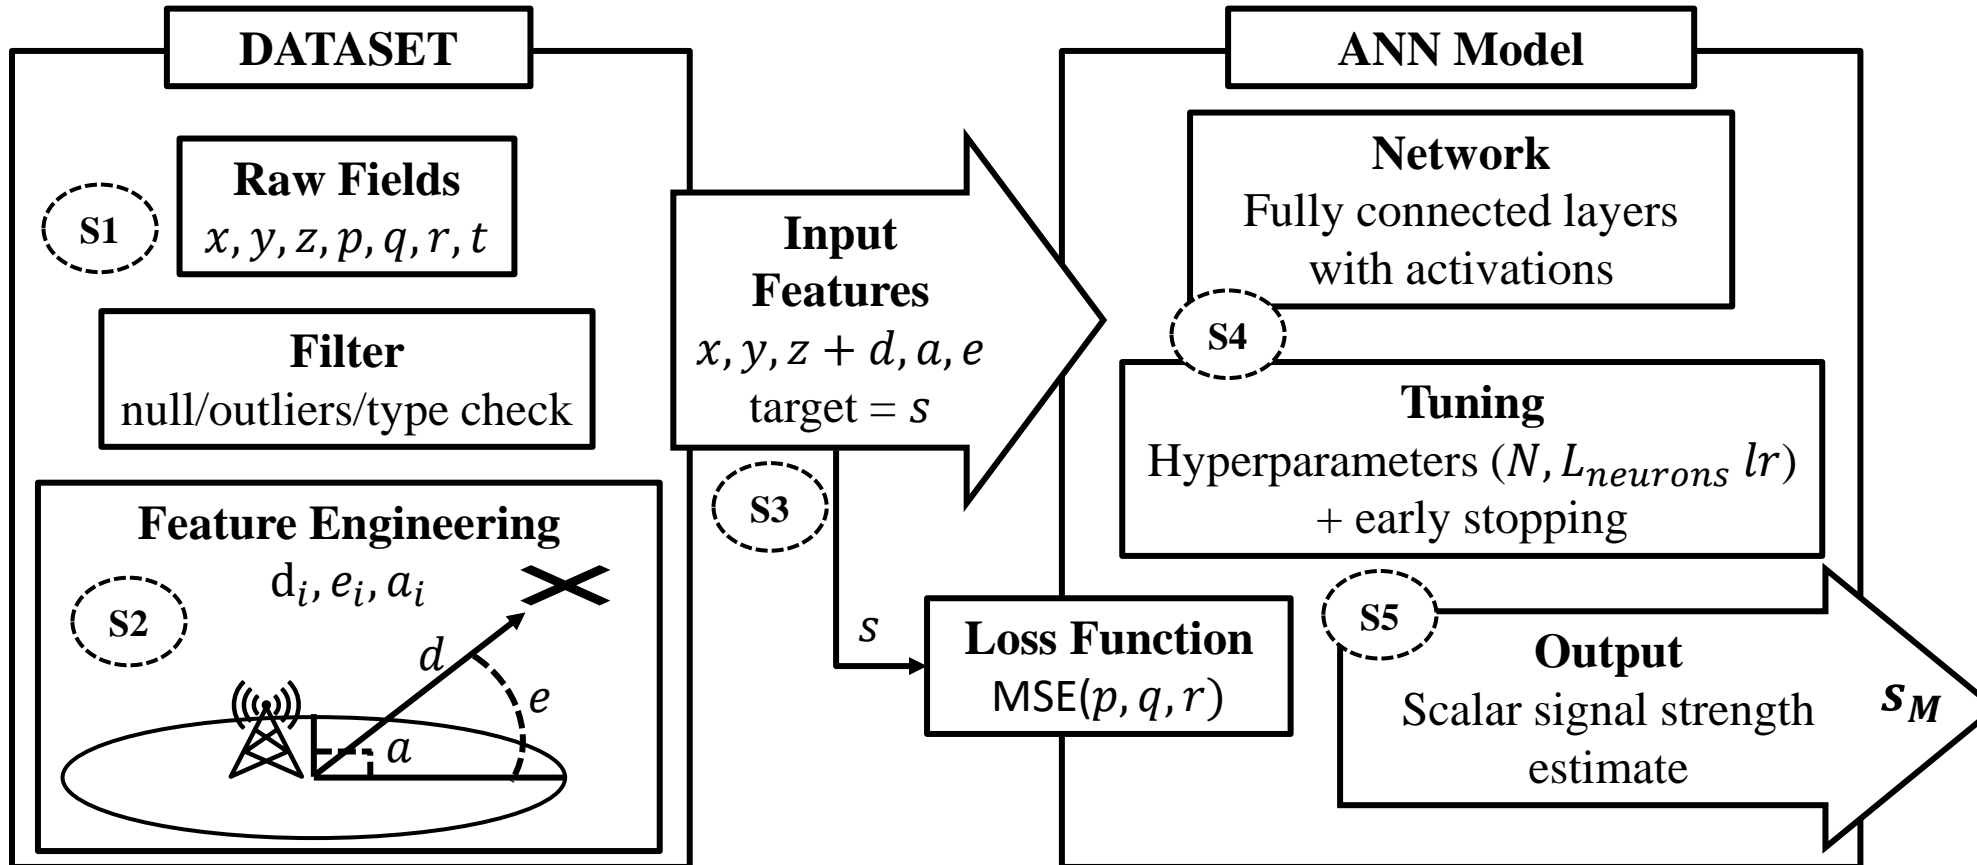 DATASET
S1
Raw Fields
x, y, z, p, q, r, t
Filter
null/outliers/type check
Feature Engineering
d_i, e_i, a_i
S2
d
e
a
Input
Features
x, y, z + d, a, e
target = s
S3
s
Loss Function
MSE(p, q, r)
ANN Model
Network
Fully connected layers
with activations
S4
Tuning
Hyperparameters (N, L_neurons lr)
+ early stopping
S5
Output
Scalar signal strength
estimate
s_M